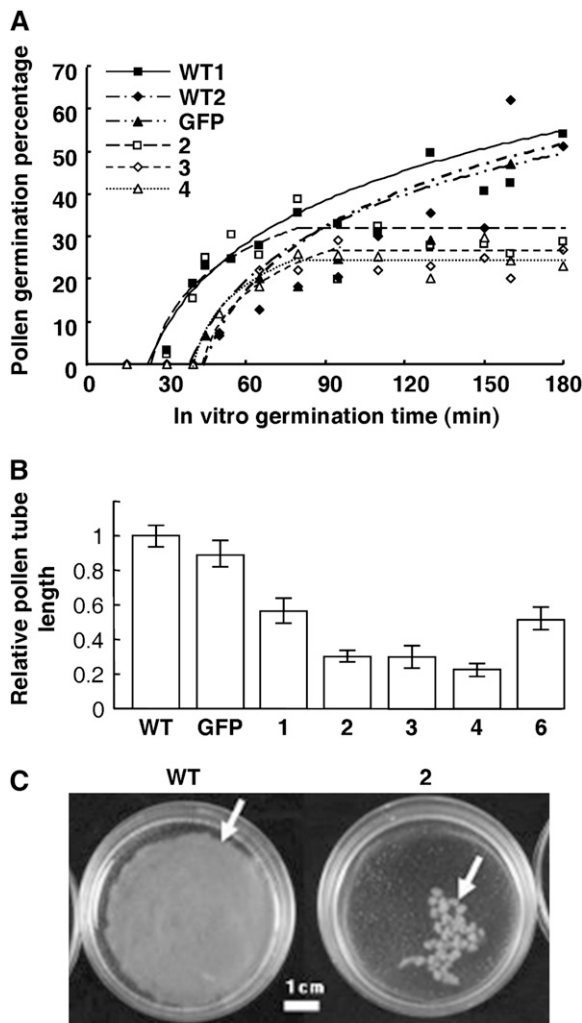 A
Pollen germination percentage
70
60
50
40
30
20
10
0
WT1
WT2
GFP
2
3
4
0 30 60 90 120 150 180
In vitro germination time (min)
B
Relative pollen tube
length
1
0.8
0.6
0.4
0.2
0
WT GFP 1 2 3 4 6
C
WT 2
1cm